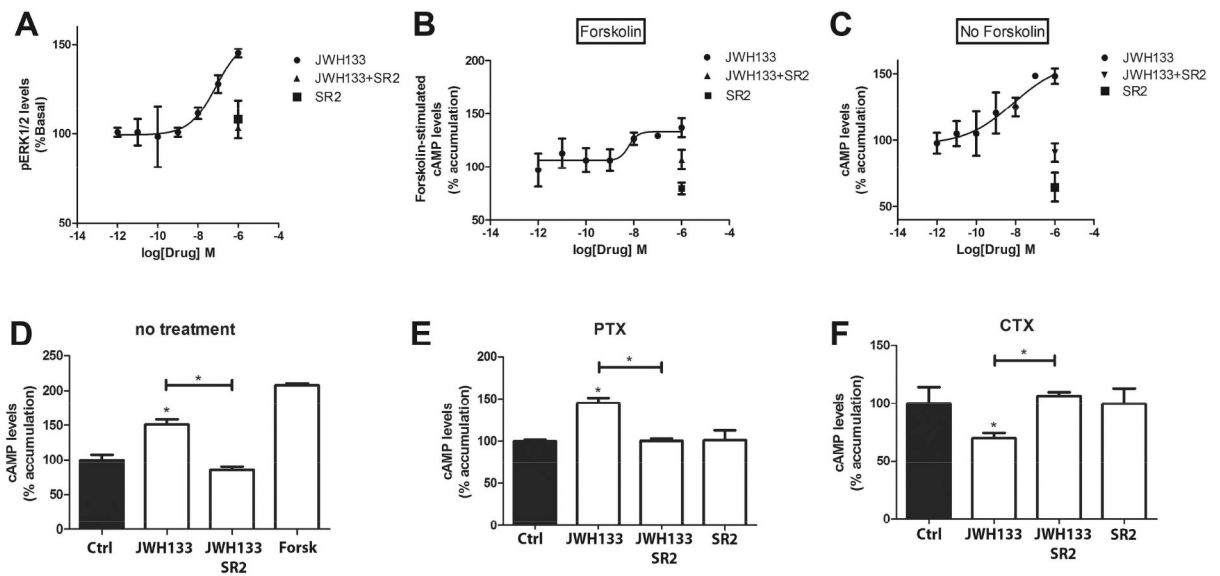 A
pERK1/2 levels
(%Basal)
150
100
50
-14
-12
-10
-8
-6
-4
log[Drug] M
JWH133
JWH133+SR2
SR2
B
Forskolin
Forskolin-stimulated
cAMP levels
(% accumulation)
200
150
100
50
-14
-12
-10
-8
-6
-4
log[Drug] M
JWH133
JWH133+SR2
SR2
C
No Forskolin
cAMP levels
(% accumulation)
150
100
50
-14
-12
-10
-8
-6
-4
Log[Drug] M
JWH133
JWH133+SR2
SR2
D
no treatment
cAMP levels
(% accumulation)
250
200
150
100
50
0
*
*
Ctrl
JWH133
JWH133
SR2
Forsk
E
PTX
cAMP levels
(% accumulation)
200
150
100
50
0
*
*
Ctrl
JWH133
JWH133
SR2
SR2
F
CTX
cAMP levels
(% accumulation)
150
100
50
0
*
*
Ctrl
JWH133
JWH133
SR2
SR2